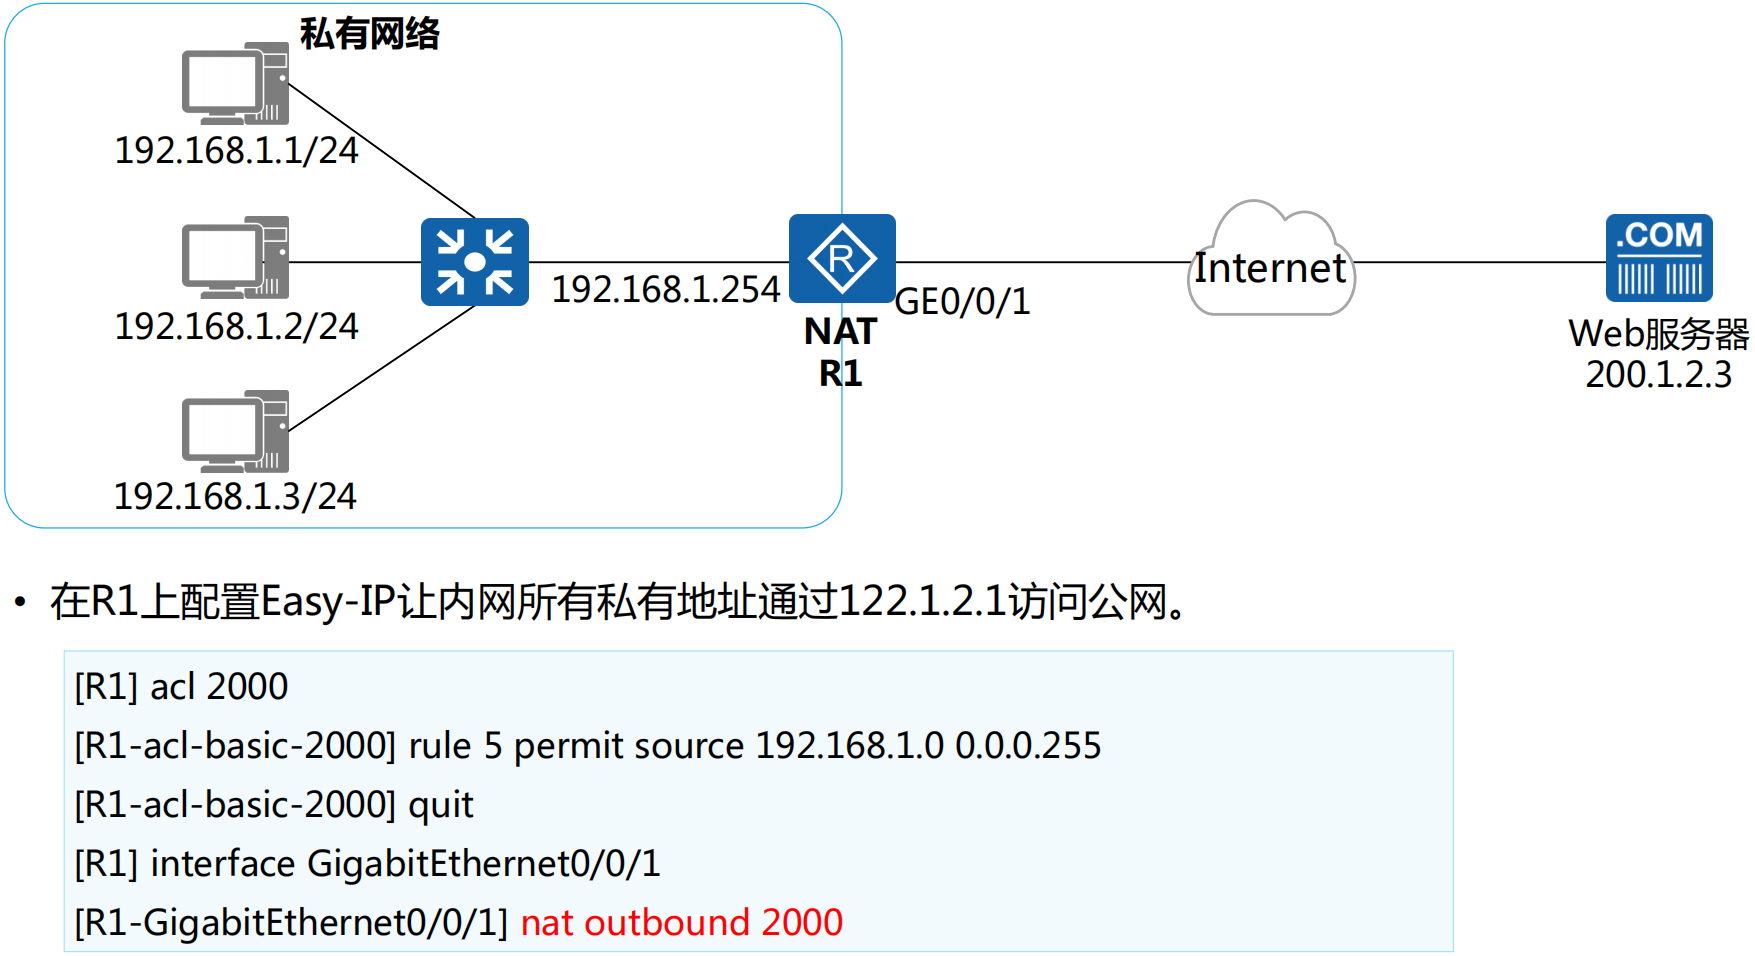 私有网络
192.168.1.1/24
192.168.1.2/24
192.168.1.3/24
192.168.1.254
R
NAT
R1
GE0/0/1
Internet
.COM
Web服务器
200.1.2.3
• 在R1上配置Easy-IP让内网所有私有地址通过122.1.2.1访问公网。
[R1] acl 2000
[R1-acl-basic-2000] rule 5 permit source 192.168.1.0 0.0.0.255
[R1-acl-basic-2000] quit
[R1] interface GigabitEthernet0/0/1
[R1-GigabitEthernet0/0/1] nat outbound 2000